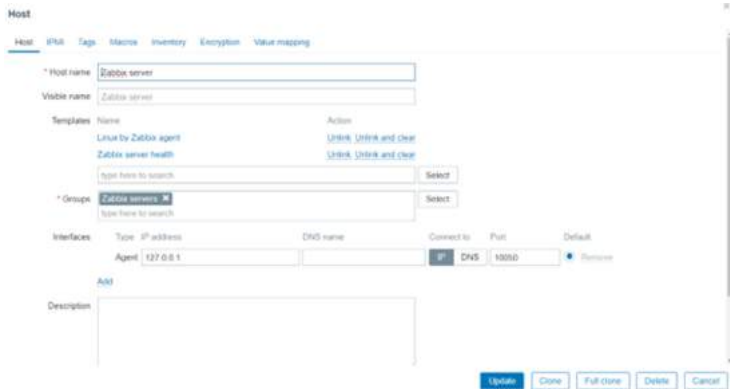 Host
Host IPMI Tags Macros Inventory Encryption Value mapping
* Host name Zabbix server
Visible name Zabbix server
Templates Name Action
Linux by Zabbix agent Unlink Unlink and clear
Zabbix server health Unlink Unlink and clear
type here to search Select
* Groups Zabbix servers × Select
type here to search
Interfaces Type IP address DNS name Connect to Port Default
Agent 127.0.0.1 IP DNS 10050 Remove
Add
Description
Update Clone Full clone Delete Cancel